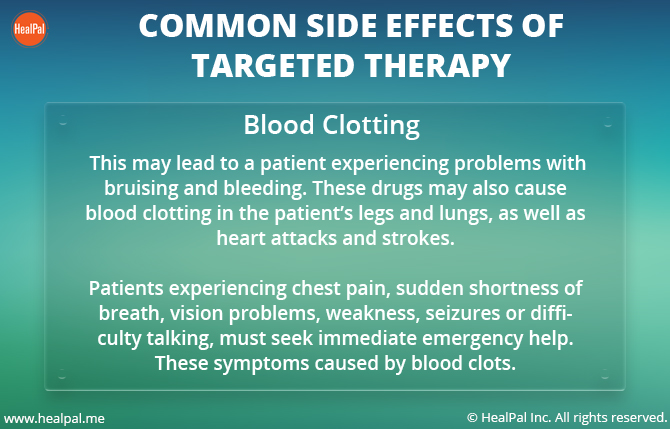 HealPal
COMMON SIDE EFFECTS OF
TARGETED THERAPY
Blood Clotting
This may lead to a patient experiencing problems with
bruising and bleeding. These drugs may also cause
blood clotting in the patient’s legs and lungs, as well as
heart attacks and strokes.
Patients experiencing chest pain, sudden shortness of
breath, vision problems, weakness, seizures or diffi-
culty talking, must seek immediate emergency help.
These symptoms caused by blood clots.
www.healpal.me
© HealPal Inc. All rights reserved.